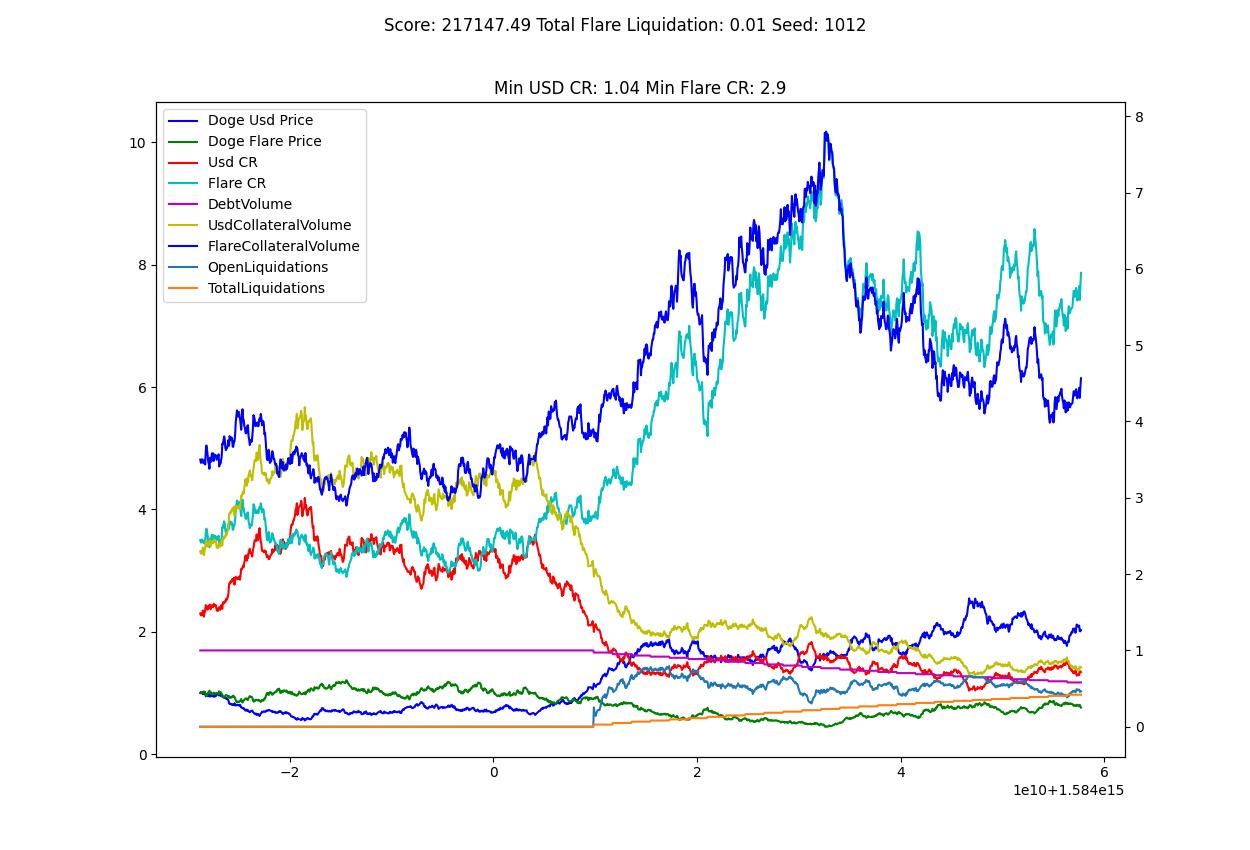 Score: 217147.49 Total Flare Liquidation: 0.01 Seed: 1012
Min USD CR: 1.04 Min Flare CR: 2.9
Doge Usd Price
Doge Flare Price
Usd CR
Flare CR
DebtVolume
UsdCollateralVolume
FlareCollateralVolume
OpenLiquidations
TotalLiquidations
10
8
6
4
2
0
8
7
6
5
4
3
2
1
0
−2 0 2 4 6
1e10+1.584e15